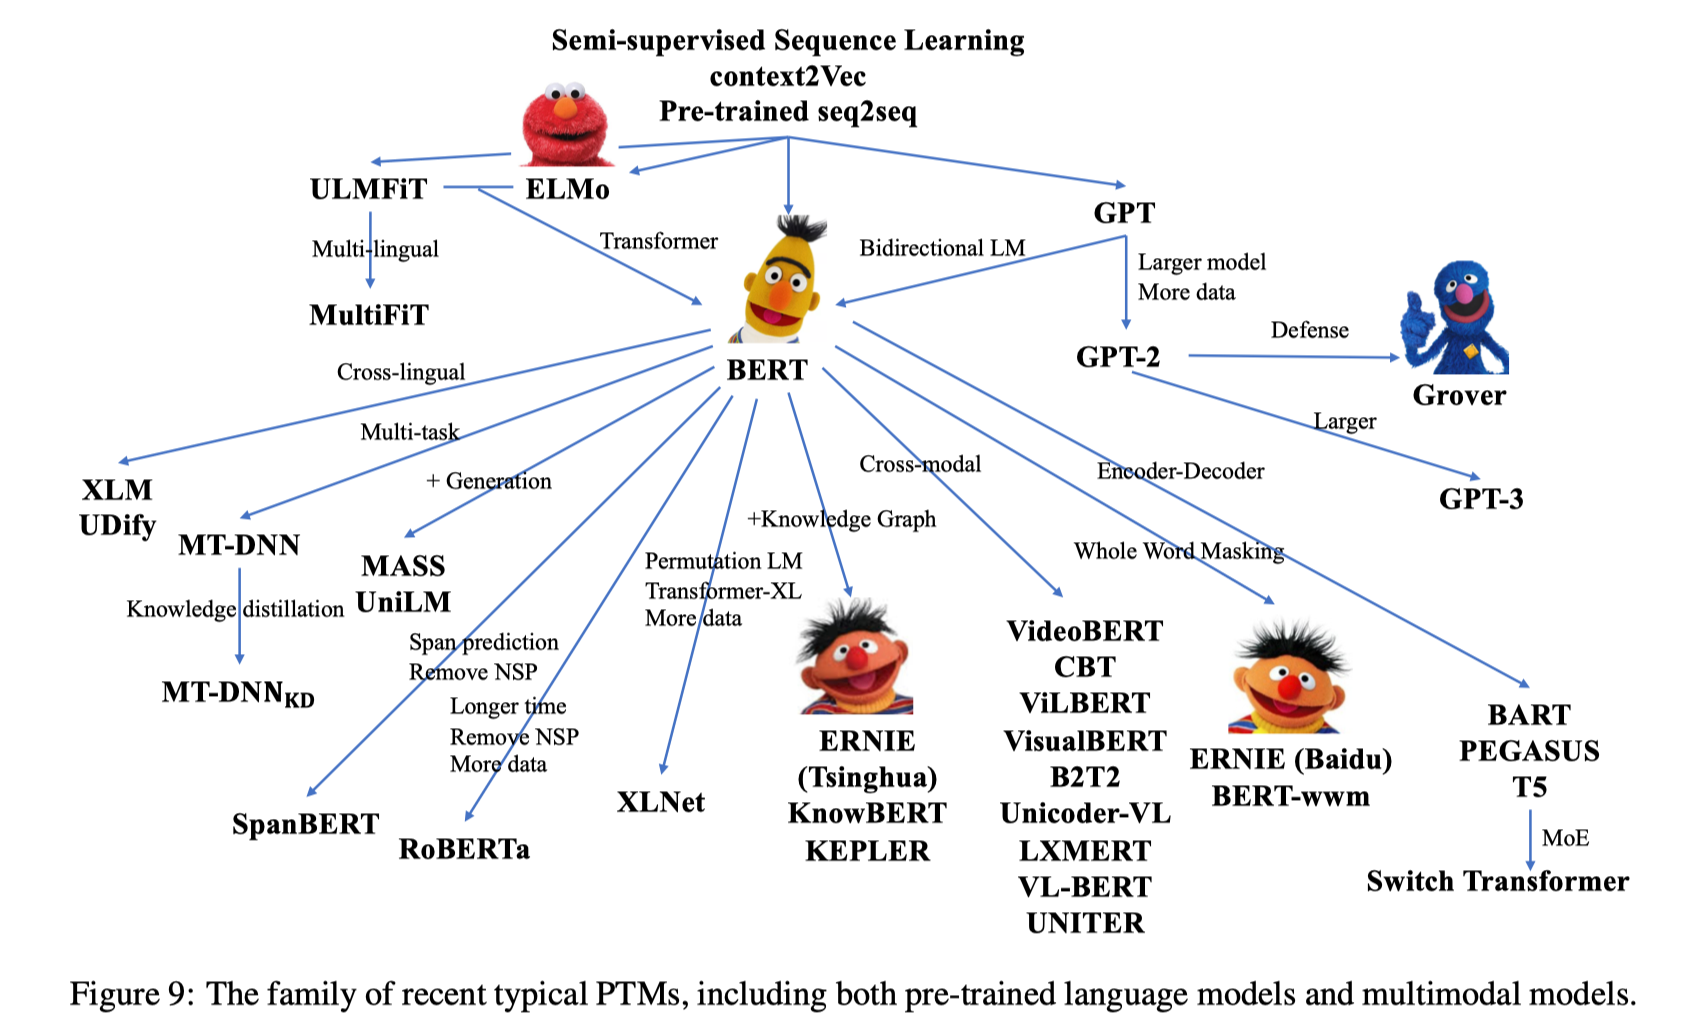 Semi-supervised Sequence Learning
context2Vec
Pre-trained seq2seq
ULMFiT
ELMo
GPT
Multi-lingual
Transformer
Bidirectional LM
Larger model
More data
MultiFiT
Defense
GPT-2
Grover
BERT
Cross-lingual
Larger
Multi-task
Cross-modal
Encoder-Decoder
+ Generation
XLM
UDify
GPT-3
+Knowledge Graph
MT-DNN
Whole Word Masking
MASS
UniLM
Permutation LM
Transformer-XL
More data
Knowledge distillation
Span prediction
Remove NSP
MT-DNNKD
Longer time
Remove NSP
More data
SpanBERT
RoBERTa
XLNet
ERNIE
(Tsinghua)
KnowBERT
KEPLER
VideoBERT
CBT
ViLBERT
VisualBERT
B2T2
Unicoder-VL
LXMERT
VL-BERT
UNITER
ERNIE (Baidu)
BERT-wwm
BART
PEGASUS
T5
MoE
Switch Transformer
Figure 9: The family of recent typical PTMs, including both pre-trained language models and multimodal models.